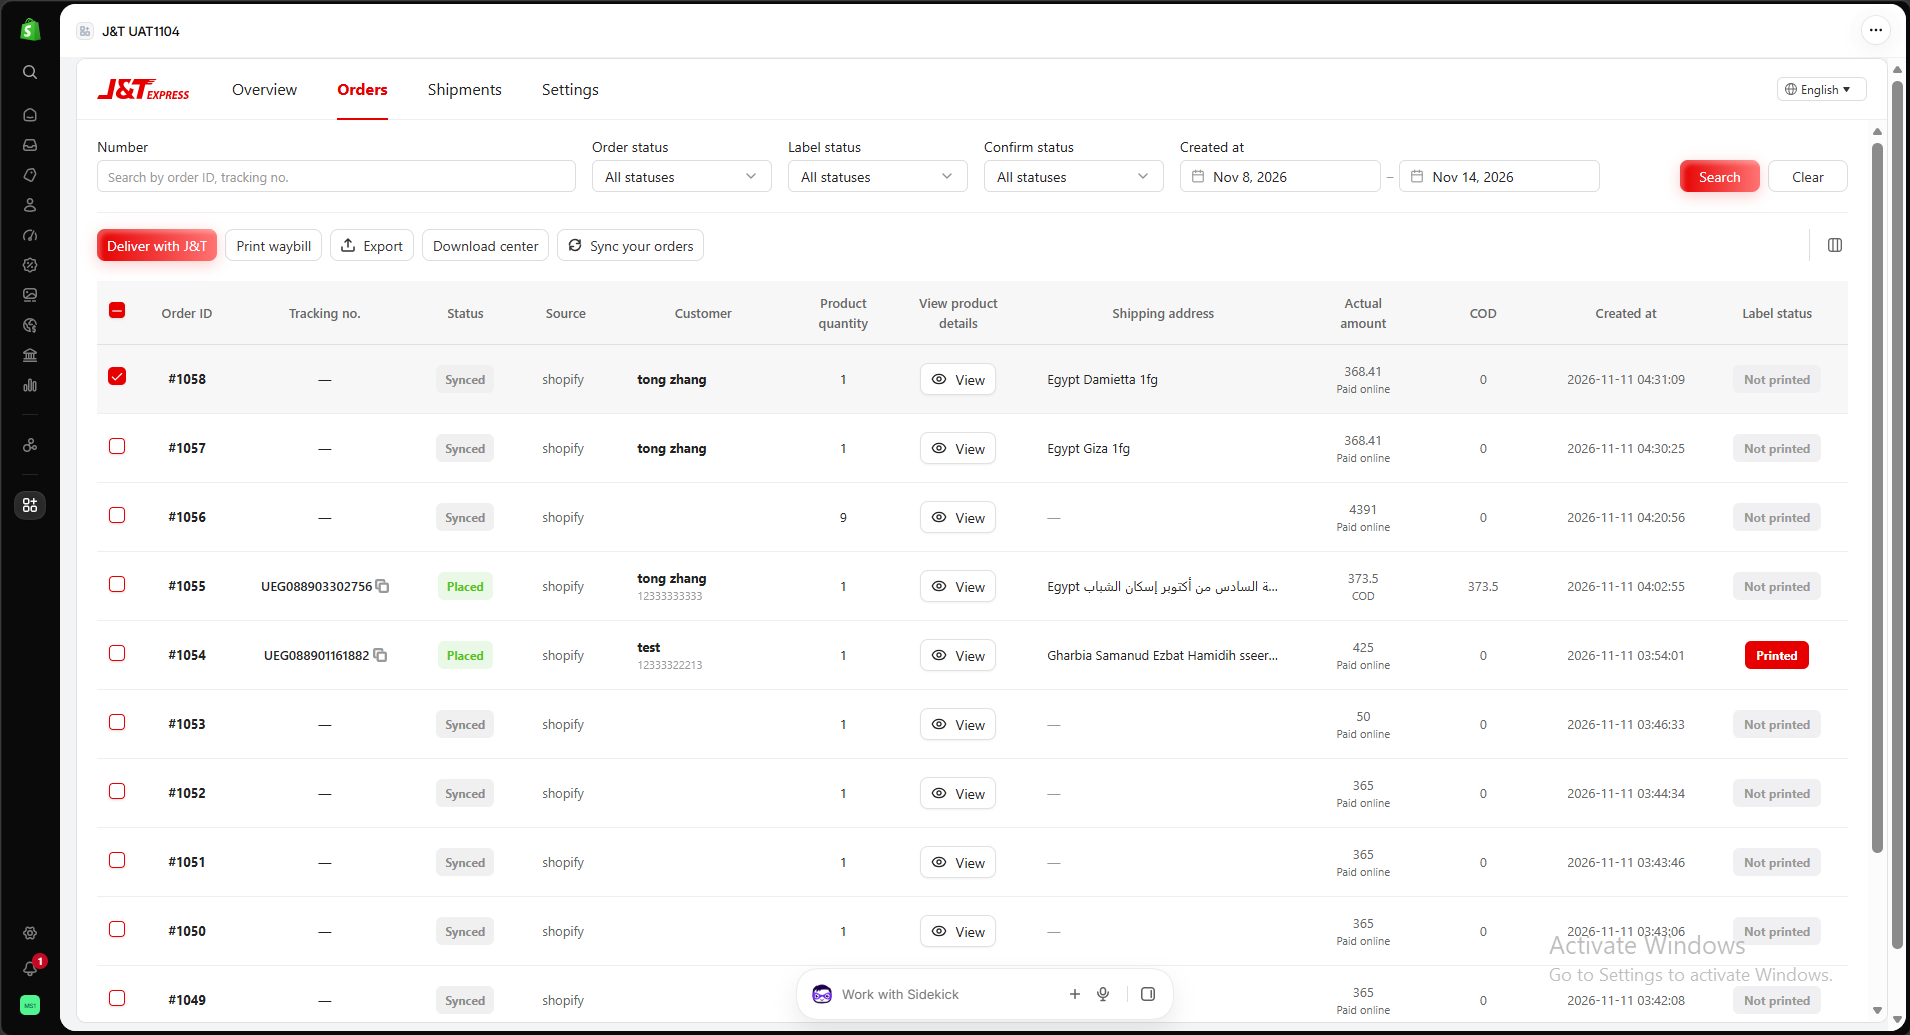 J&T UAT1104
J&T EXPRESS
Overview
Orders
Shipments
Settings
English
Number
Order status
Label status
Confirm status
Created at
Search by order ID, tracking no.
All statuses
All statuses
All statuses
Nov 8, 2026
–
Nov 14, 2026
Search
Clear
Deliver with J&T
Print waybill
Export
Download center
Sync your orders
Order ID
Tracking no.
Status
Source
Customer
Product quantity
View product details
Shipping address
Actual amount
COD
Created at
Label status
#1058 — Synced shopify tong zhang 1 View Egypt Damietta 1fg 368.41 Paid online 0 2026-11-11 04:31:09 Not printed
#1057 — Synced shopify tong zhang 1 View Egypt Giza 1fg 368.41 Paid online 0 2026-11-11 04:30:25 Not printed
#1056 — Synced shopify 9 View — 4391 Paid online 0 2026-11-11 04:20:56 Not printed
#1055 UEG088903302756 Placed shopify tong zhang 12333333333 1 View Egypt ة السادس من أكتوبر إسكان الشباب... 373.5 COD 373.5 2026-11-11 04:02:55 Not printed
#1054 UEG088901161882 Placed shopify test 12333322213 1 View Gharbia Samanud Ezbat Hamidih sseer... 425 Paid online 0 2026-11-11 03:54:01 Printed
#1053 — Synced shopify 1 View — 50 Paid online 0 2026-11-11 03:46:33 Not printed
#1052 — Synced shopify 1 View — 365 Paid online 0 2026-11-11 03:44:34 Not printed
#1051 — Synced shopify 1 View — 365 Paid online 0 2026-11-11 03:43:46 Not printed
#1050 — Synced shopify 1 View — 365 Paid online 0 2026-11-11 03:43:06 Not printed
#1049 — Synced shopify 365 Paid online 0 2026-11-11 03:42:08 Not printed
Activate Windows
Go to Settings to activate Windows.
Work with Sidekick
1
MST